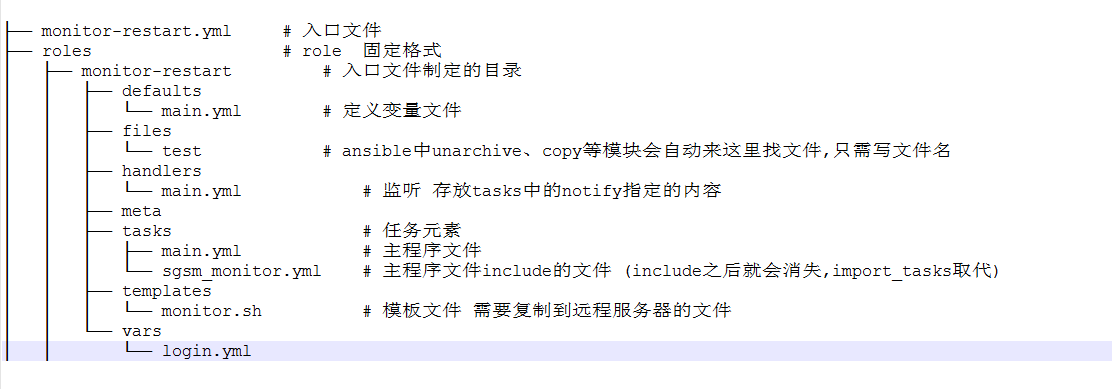 ├── monitor-restart.yml     # 入口文件
├── roles                   # role  固定格式
│   ├── monitor-restart         # 入口文件制定的目录
│   │   ├── defaults
│   │   │   └── main.yml        # 定义变量文件
│   │   ├── files
│   │   │   └── test            # ansible中unarchive、copy等模块会自动来这里找文件,只需写文件名
│   │   ├── handlers
│   │   │   └── main.yml            # 监听 存放tasks中的notify指定的内容
│   │   ├── meta
│   │   ├── tasks                   # 任务元素
│   │   │   ├── main.yml            # 主程序文件
│   │   │   └── sgsm_monitor.yml    # 主程序文件include的文件 (include之后就会消失,import_tasks取代)
│   │   ├── templates
│   │   │   └── monitor.sh          # 模板文件 需要复制到远程服务器的文件
│   │   └── vars
│   │       └── login.yml